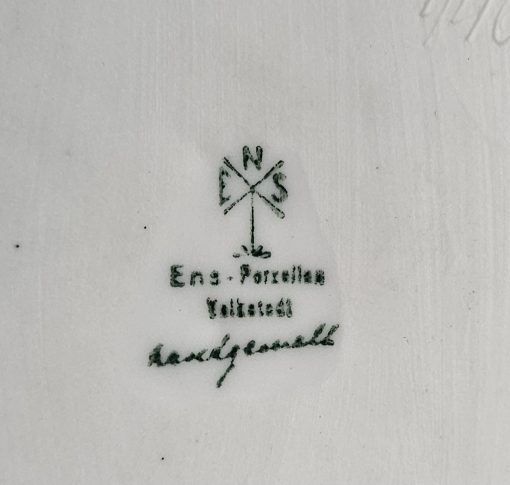 N
E S
Ens-Porzellan
Volkstedt
handgemalt